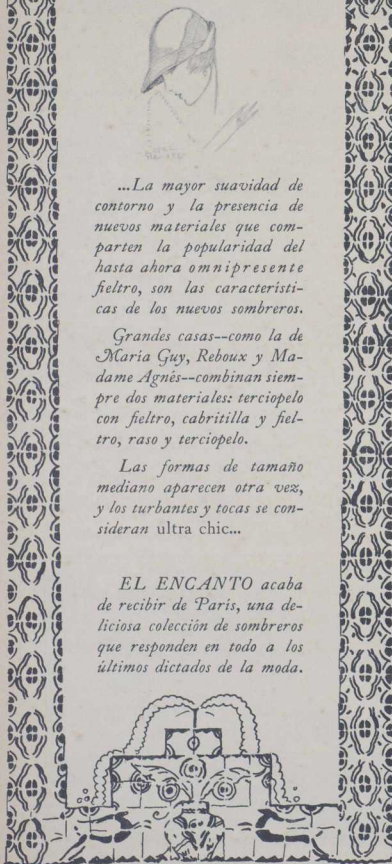 ...La mayor suavidad de
contorno y la presencia de
nuevos materiales que com-
parten la popularidad del
hasta ahora omnipresente
fieltro, son las característi-
cas de los nuevos sombreros.
Grandes casas--como la de
Maria Guy, Reboux y Ma-
dame Agnès--combinan siem-
pre dos materiales: terciopelo
con fieltro, cabritilla y fiel-
tro, raso y terciopelo.
Las formas de tamaño
mediano aparecen otra vez,
y los turbantes y tocas se con-
sideran ultra chic...
EL ENCANTO acaba
de recibir de París, una de-
liciosa colección de sombreros
que responden en todo a los
últimos dictados de la moda.